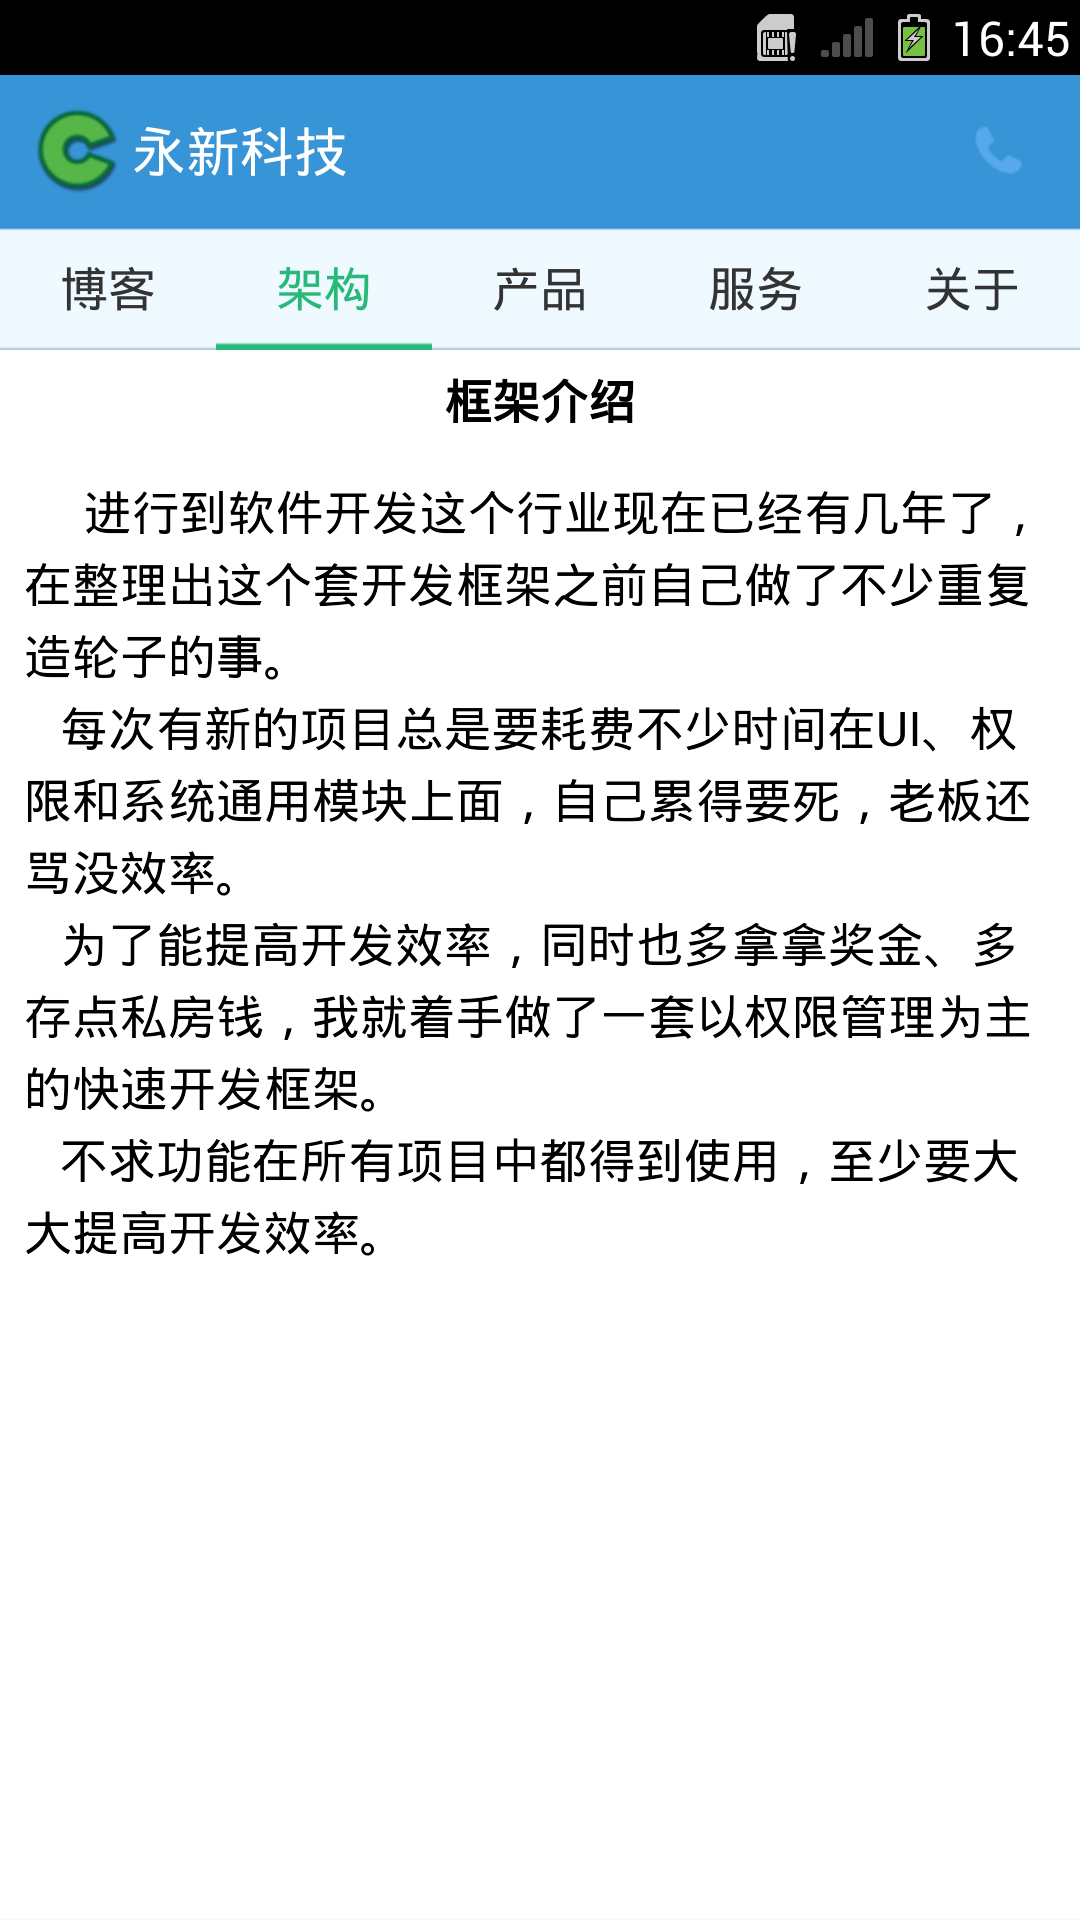 16:45
永新科技
博客 架构 产品 服务 关于
框架介绍
进行到软件开发这个行业现在已经有几年了，
在整理出这个套开发框架之前自己做了不少重复
造轮子的事。
每次有新的项目总是要耗费不少时间在UI、权
限和系统通用模块上面，自己累得要死，老板还
骂没效率。
为了能提高开发效率，同时也多拿拿奖金、多
存点私房钱，我就着手做了一套以权限管理为主
的快速开发框架。
不求功能在所有项目中都得到使用，至少要大
大提高开发效率。